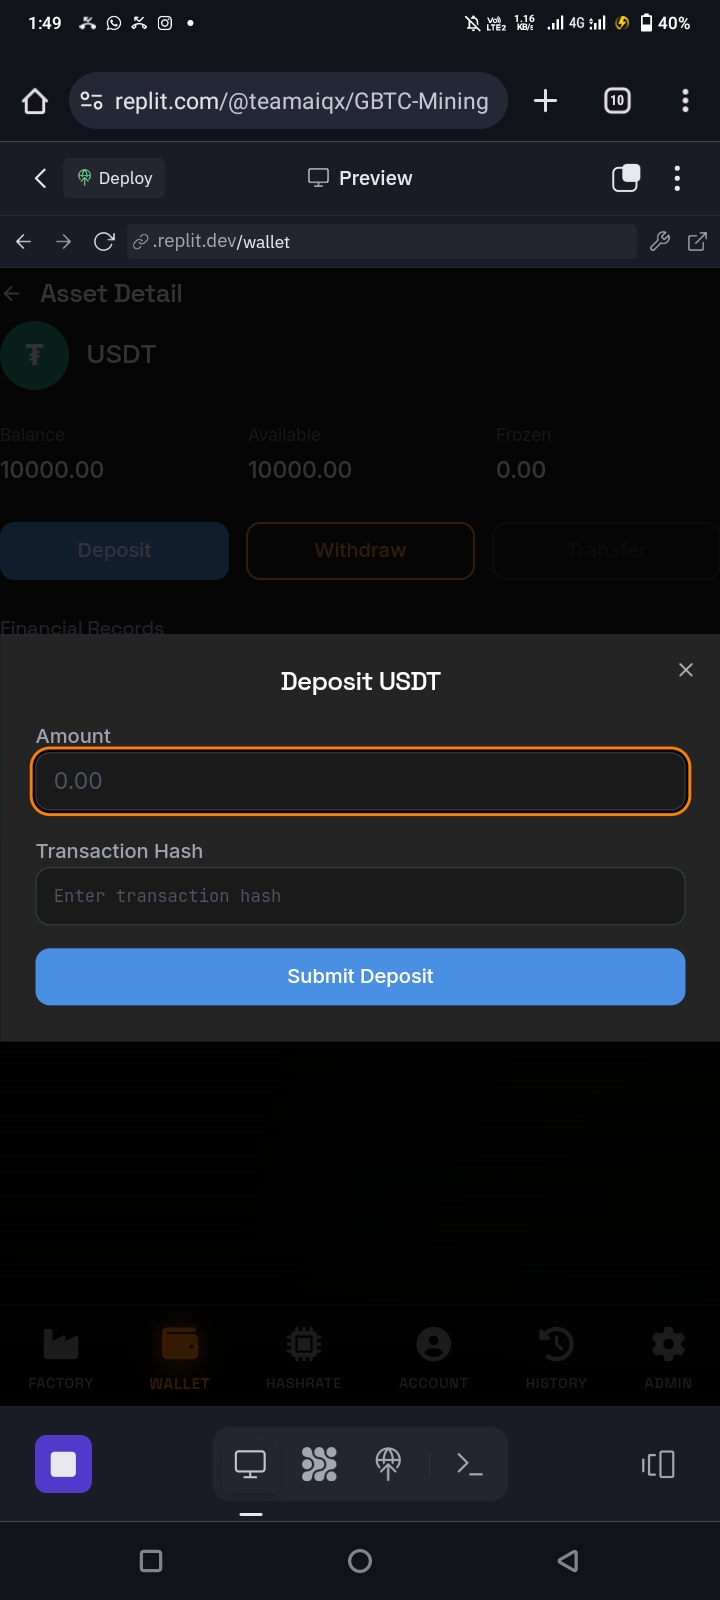 1:49
Vo))
LTE2
1.16
KB/s
4G
40%
replit.com/@teamaiqx/GBTC-Mining
10
Deploy
Preview
.replit.dev/wallet
Asset Detail
₮ USDT
Balance Available Frozen
10000.00 10000.00 0.00
Deposit Withdraw Transfer
Financial Records
Deposit USDT
Amount
0.00
Transaction Hash
Enter transaction hash
Submit Deposit
FACTORY WALLET HASHRATE ACCOUNT HISTORY ADMIN